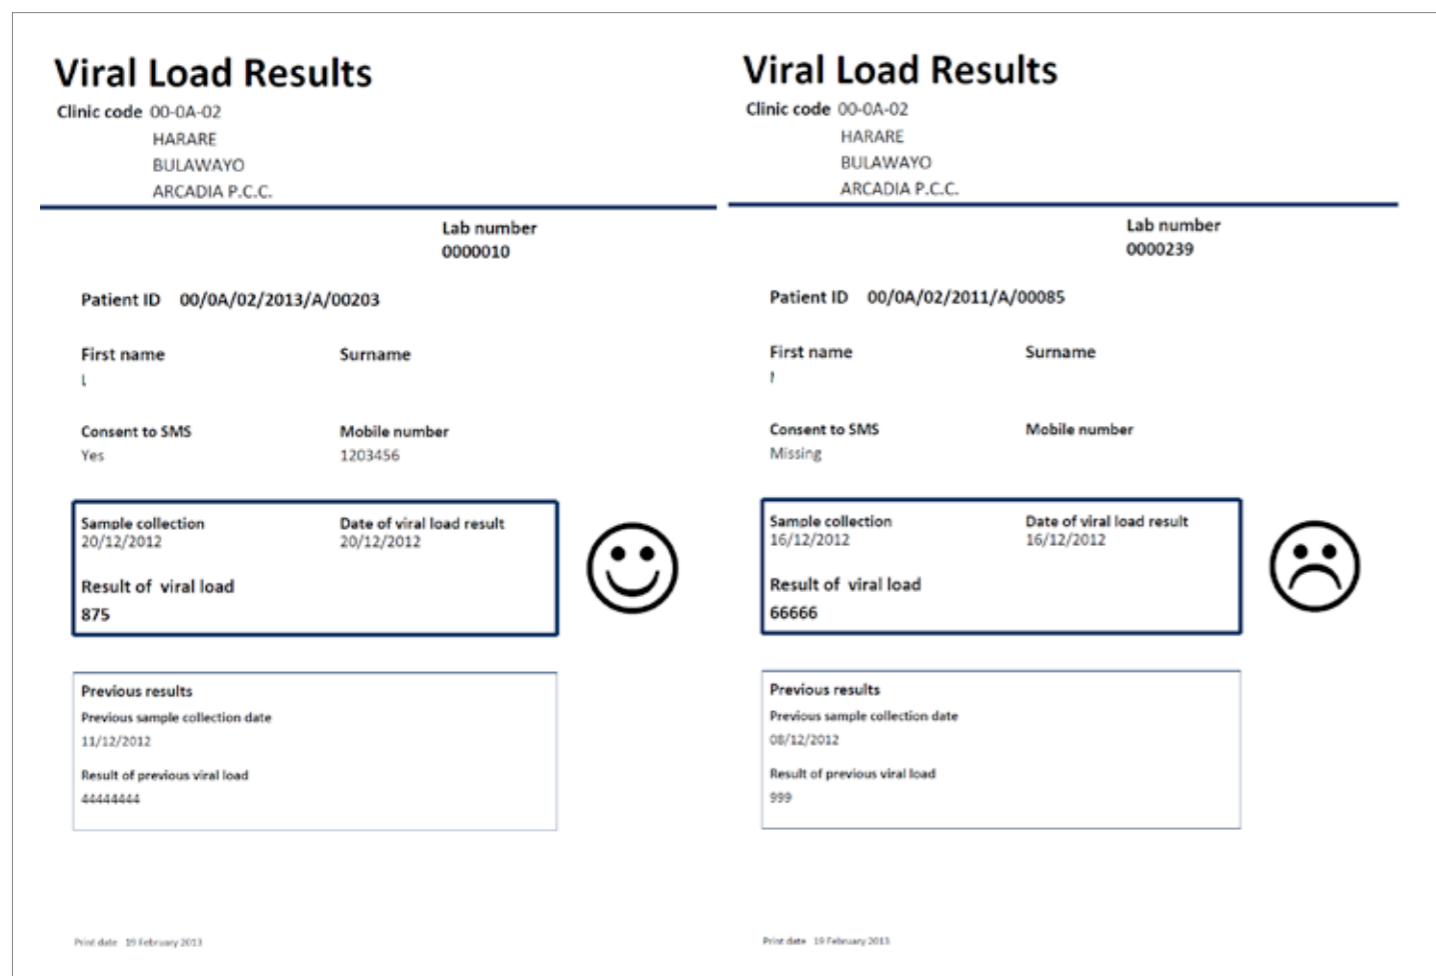 Viral Load Results
Clinic code 00-0A-02
HARARE
BULAWAYO
ARCADIA P.C.C.
Lab number
0000010
Patient ID 00/0A/02/2013/A/00203
First name Surname
Consent to SMS Mobile number
Yes 1203456
Sample collection Date of viral load result
20/12/2012 20/12/2012
Result of viral load
875
Previous results
Previous sample collection date
11/12/2012
Result of previous viral load
44444444
Print date 19 February 2013
Viral Load Results
Clinic code 00-0A-02
HARARE
BULAWAYO
ARCADIA P.C.C.
Lab number
0000239
Patient ID 00/0A/02/2011/A/00085
First name Surname
Consent to SMS Mobile number
Missing
Sample collection Date of viral load result
16/12/2012 16/12/2012
Result of viral load
66666
Previous results
Previous sample collection date
08/12/2012
Result of previous viral load
999
Print date 19 February 2013